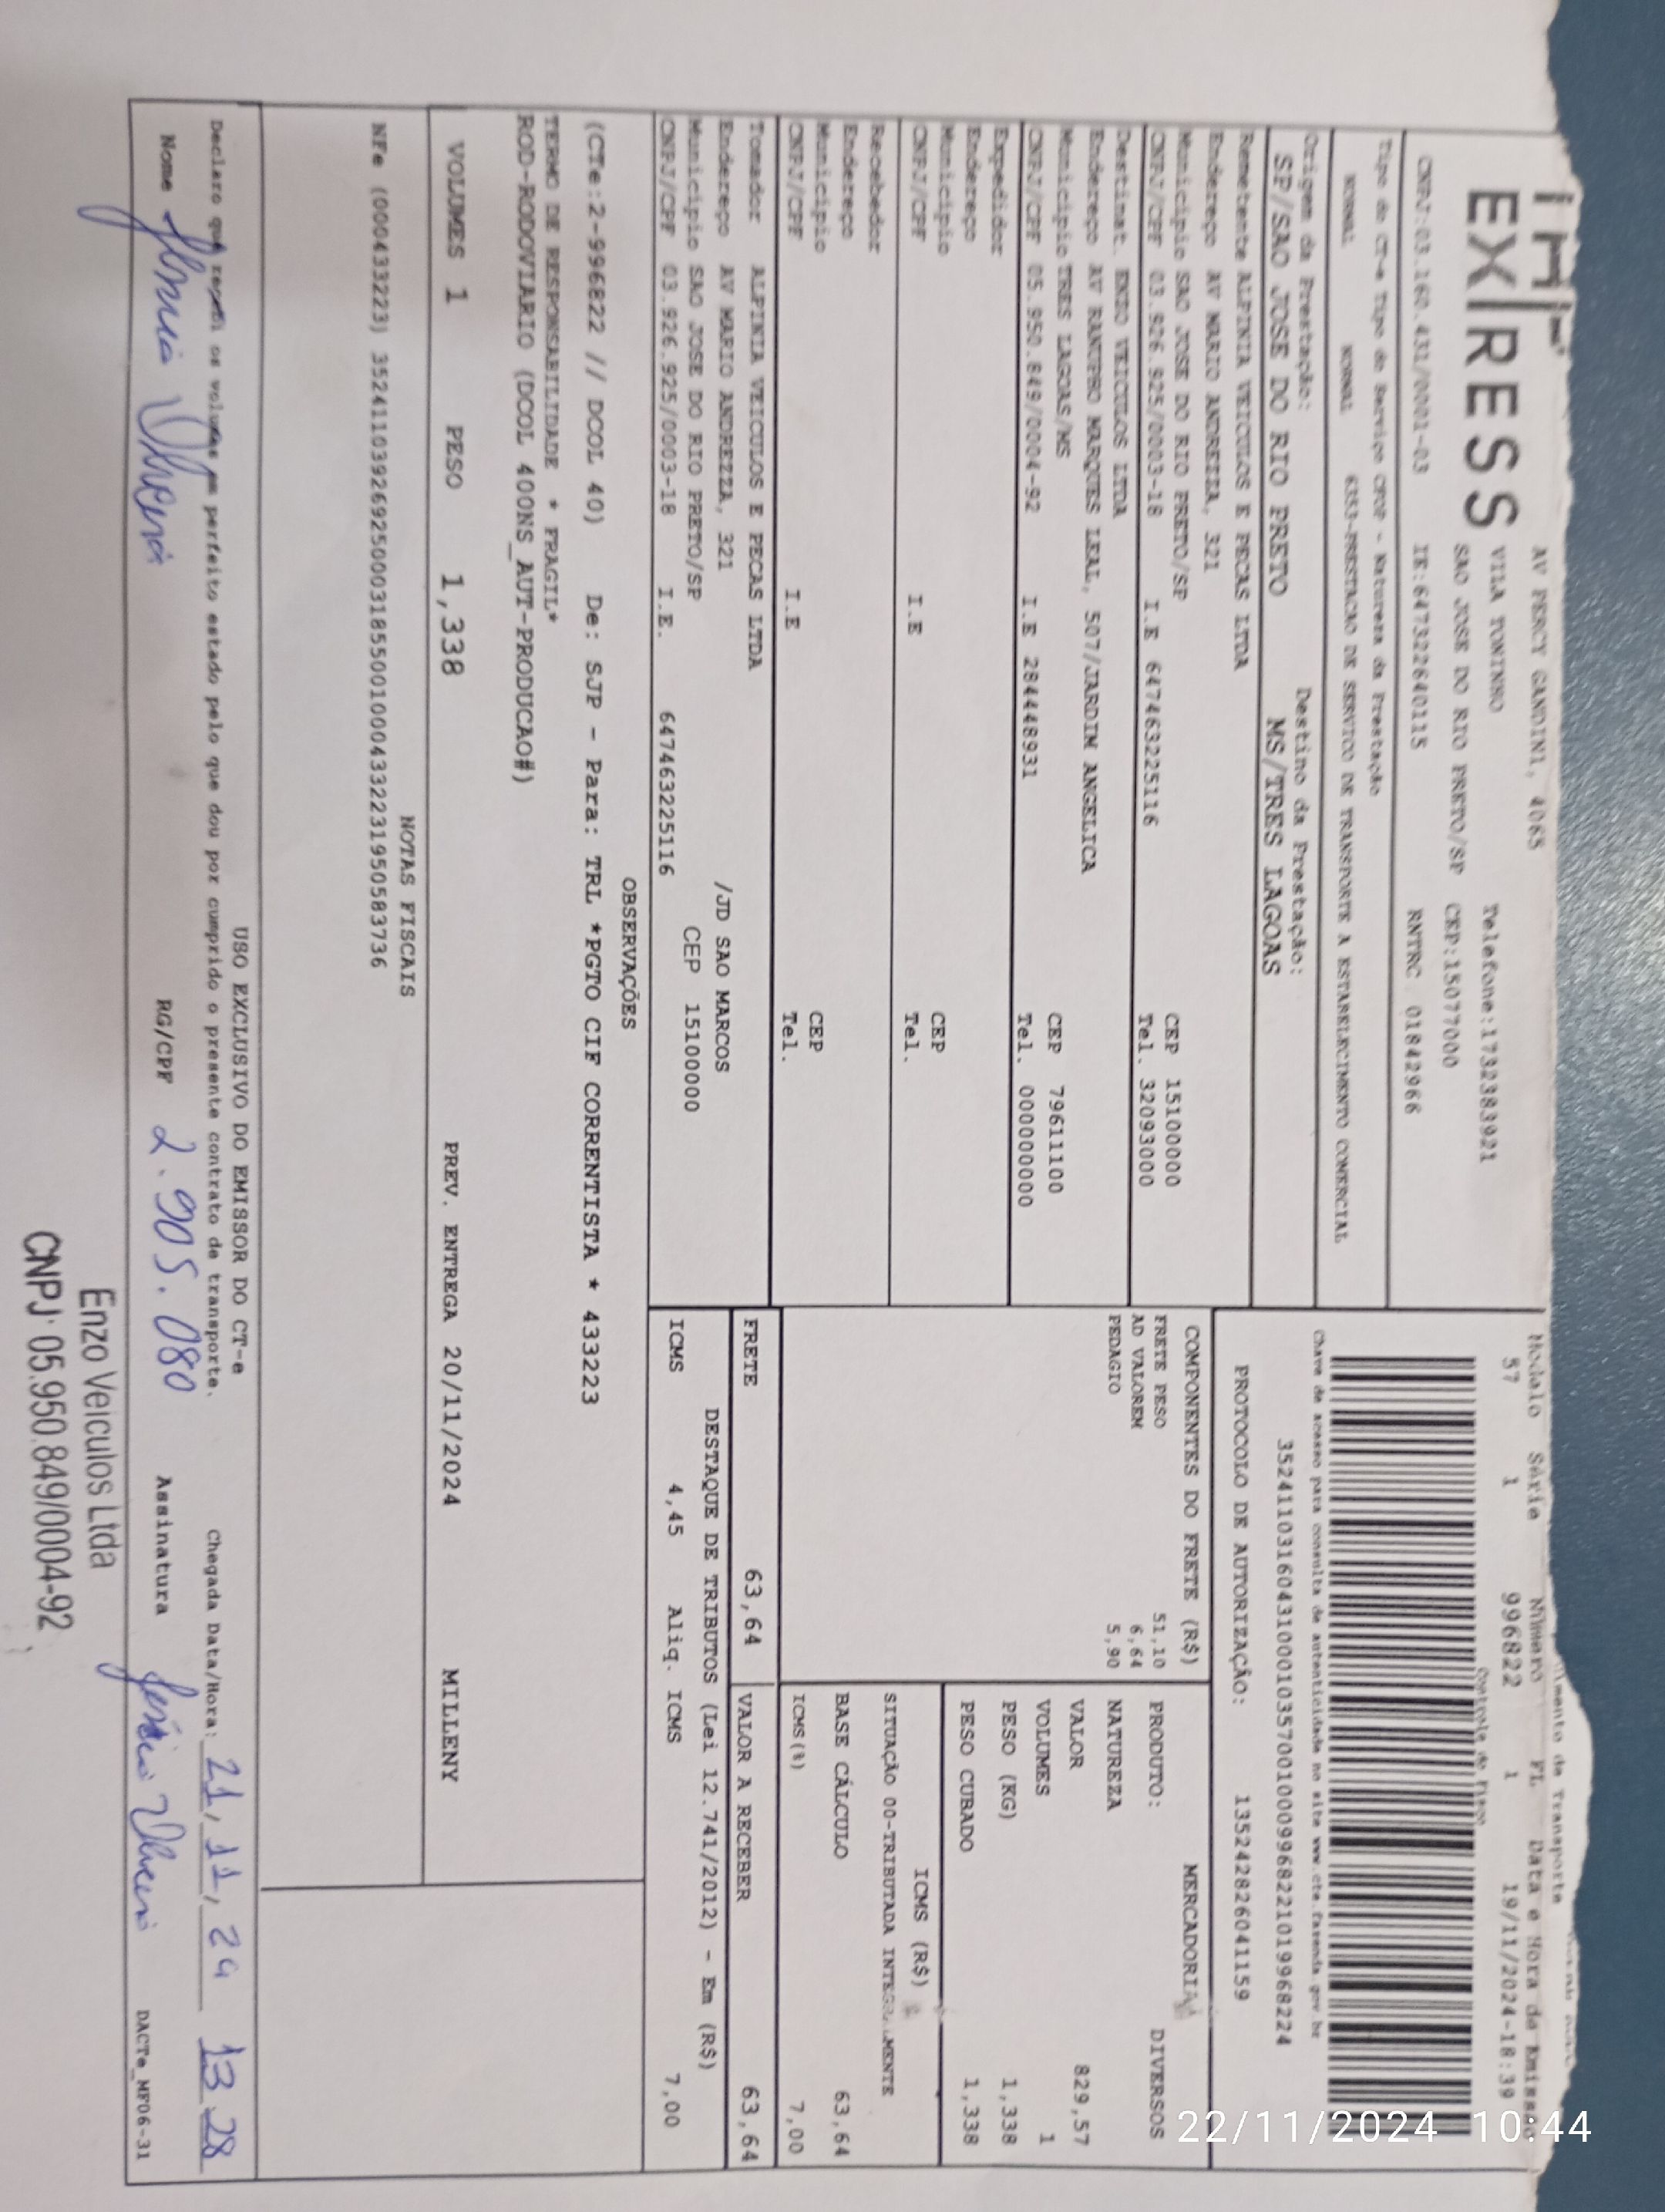 EXPRESS
AV PERCY GANDINI, 4065
VILA TONINHO
Telefone:1732383921
SAO JOSE DO RIO PRETO/SP CEP:15077000
CNPJ:03.160.431/0001-03 IE:647322640115 RNTRC 01842966
Tipo do CT-e Tipo do Serviço CFOP - Natureza da Prestação
NORMAL NORMAL 6353-PRESTACAO DE SERVICO DE TRANSPORTE A ESTABELECIMENTO COMERCIAL
Origem da Prestação: Destino da Prestação:
SP/SAO JOSE DO RIO PRETO MS/TRES LAGOAS
Remetente ALPINIA VEICULOS E PECAS LTDA
Endereço AV MARIO ANDREZZA, 321
Municipio SAO JOSE DO RIO PRETO/SP CEP 15100000
CNPJ/CPF 03.926.925/0003-18 I.E 647463225116 Tel. 32093000
Destinat. ENZO VEICULOS LTDA
Endereço AV RANUPHO MARQUES LEAL, 507/JARDIM ANGELICA
Municipio TRES LAGOAS/MS CEP 79611100
CNPJ/CPF 05.950.849/0004-92 I.E 284448931 Tel. 000000000
Expedidor
Endereço
Municipio CEP
CNPJ/CPF I.E Tel.
Recebedor
Endereço
Municipio CEP
CNPJ/CPF I.E Tel.
Tomador ALPINIA VEICULOS E PECAS LTDA
Endereço AV MARIO ANDREZZA, 321 /JD SAO MARCOS
Municipio SAO JOSE DO RIO PRETO/SP CEP 15100000
CNPJ/CPF 03.926.925/0003-18 I.E. 647463225116
imento de Transporte
Modalo Série Número FL Data e Hora de Emissão
57 1 996822 1 19/11/2024-18:39
Controle do Fisco
Chave de acesso para consulta de autenticidade no site www.cte.fazenda.gov.br
35241103160431000103570010009968221019968224
PROTOCOLO DE AUTORIZAÇÃO: 135242826041159
COMPONENTES DO FRETE (R$)
FRETE PESO 51,10
AD VALOREM 6,64
PEDAGIO 5,90
MERCADORIA
PRODUTO: DIVERSOS
NATUREZA
VALOR 829,57
VOLUMES 1
PESO (KG) 1,338
PESO CUBADO 1,338
ICMS (R$)
SITUAÇÃO 00-TRIBUTADA INTEGRALMENTE
BASE CÁLCULO 63,64
ICMS(%) 7,00
FRETE 63,64 VALOR A RECEBER 63,64
DESTAQUE DE TRIBUTOS (Lei 12.741/2012) - Em (R$)
ICMS 4,45 Aliq. ICMS 7,00
OBSERVAÇÕES
(CTe:2-996822 // DCOL 40) De: SJP - Para: TRL *PGTO CIF CORRENTISTA * 433223
TERMO DE RESPONSABILIDADE * FRAGIL*
ROD-RODOVIARIO (DCOL 400NS_AUT-PRODUCAO#)
VOLUMES 1 PESO 1,338 PREV. ENTREGA 20/11/2024 MILLENY
NOTAS FISCAIS
NFe (000433223) 35241103926925000318550010004332231950583736
USO EXCLUSIVO DO EMISSOR DO CT-e
Declaro que recebi os volumes em perfeito estado pelo que dou por cumprido o presente contrato de transporte. Chegada Data/Hora: 21/11/24 13 28
Nome RG/CPF 2.905.080 Assinatura DACTe_MF06-31
Enzo Veiculos Ltda
CNPJ: 05.950.849/0004-92
22/11/2024 10:44